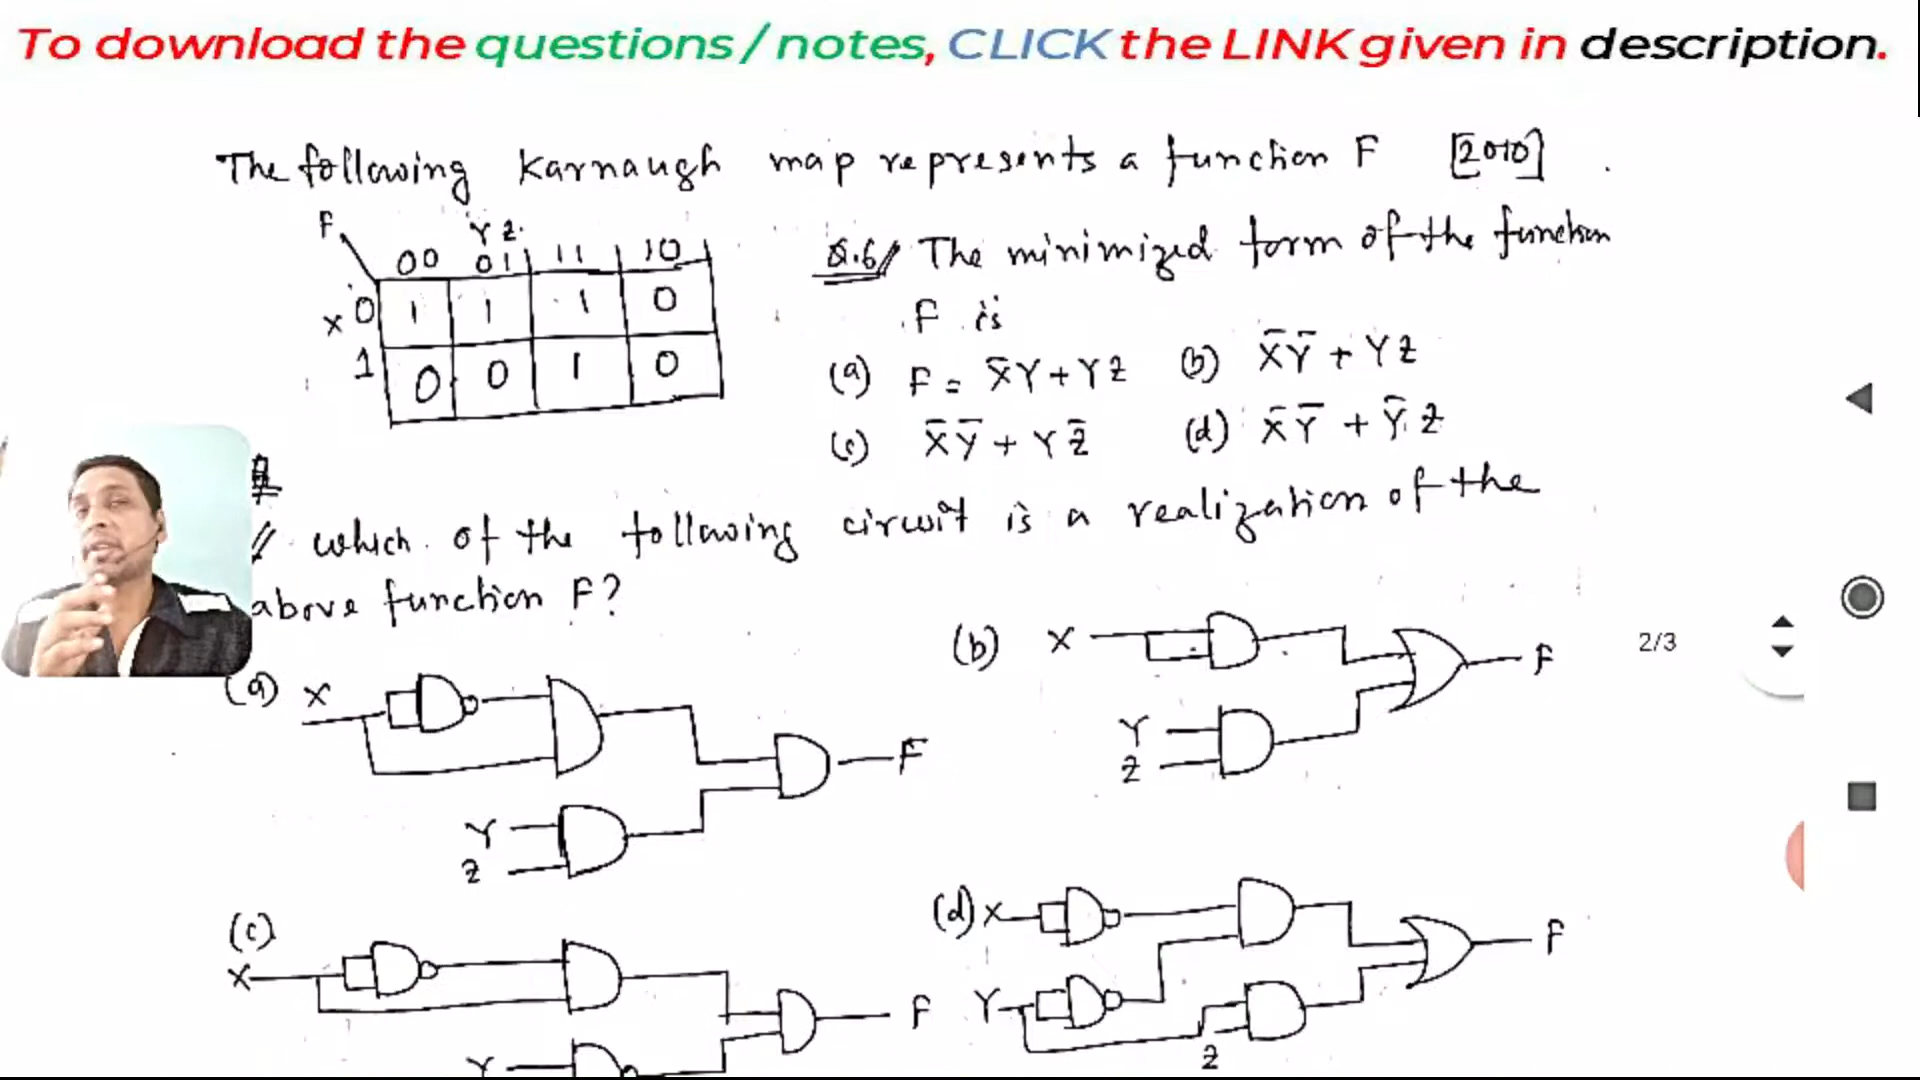 To download the questions / notes, CLICK the LINK given in description.
The following Karnaugh map represents a function F [2010]
F
YZ
00 01 11 10
X 0 1 1 1 0
1 0 0 1 0
Q.6 The minimized form of the function
F is
(a) F = X̄Y + YZ (b) X̄Ȳ + YZ
(c) X̄Ȳ + YZ̄ (d) X̄Ȳ + ȲZ
which of the following circuit is a realization of the
above function F?
(a) X
Y
Z
F
(b) X
Y
Z
F
2/3
(c)
X
Y
F
(d) X
Y
Z
F